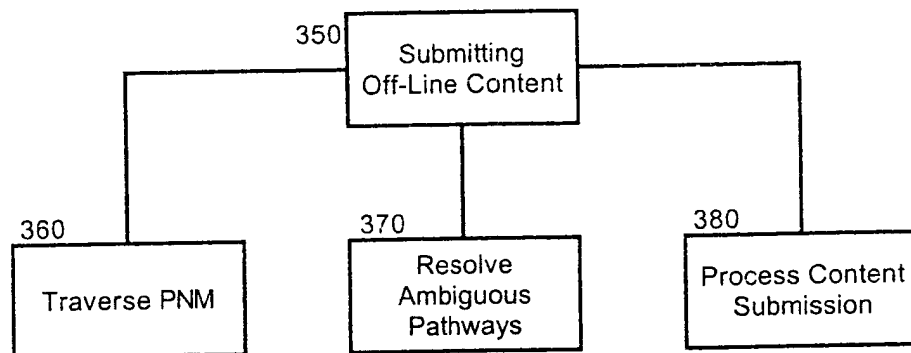 350
Submitting
Off-Line Content
360
Traverse PNM
370
Resolve
Ambiguous
Pathways
380
Process Content
Submission